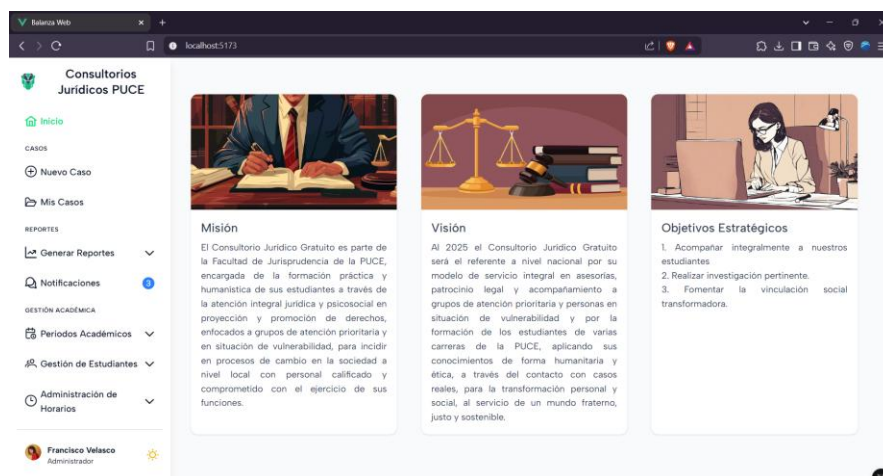 Balanza Web
localhost:5173
Consultorios
Jurídicos PUCE
Inicio
CASOS
Nuevo Caso
Mis Casos
REPORTES
Generar Reportes
Notificaciones 3
GESTIÓN ACADÉMICA
Periodos Académicos
Gestión de Estudiantes
Administración de
Horarios
Francisco Velasco
Administrador
Misión
El Consultorio Jurídico Gratuito es parte de
la Facultad de Jurisprudencia de la PUCE,
encargada de la formación práctica y
humanística de sus estudiantes a través de
la atención integral jurídica y psicosocial en
proyección y promoción de derechos,
enfocados a grupos de atención prioritaria y
en situación de vulnerabilidad, para incidir
en procesos de cambio en la sociedad a
nivel local con personal calificado y
comprometido con el ejercicio de sus
funciones.
Visión
Al 2025 el Consultorio Jurídico Gratuito
será el referente a nivel nacional por su
modelo de servicio integral en asesorías,
patrocinio legal y acompañamiento a
grupos de atención prioritaria y personas en
situación de vulnerabilidad y por la
formación de los estudiantes de varias
carreras de la PUCE, aplicando sus
conocimientos de forma humanitaria y
ética, a través del contacto con casos
reales, para la transformación personal y
social, al servicio de un mundo fraterno,
justo y sostenible.
Objetivos Estratégicos
1. Acompañar integralmente a nuestros
estudiantes
2. Realizar investigación pertinente.
3. Fomentar la vinculación social
transformadora.